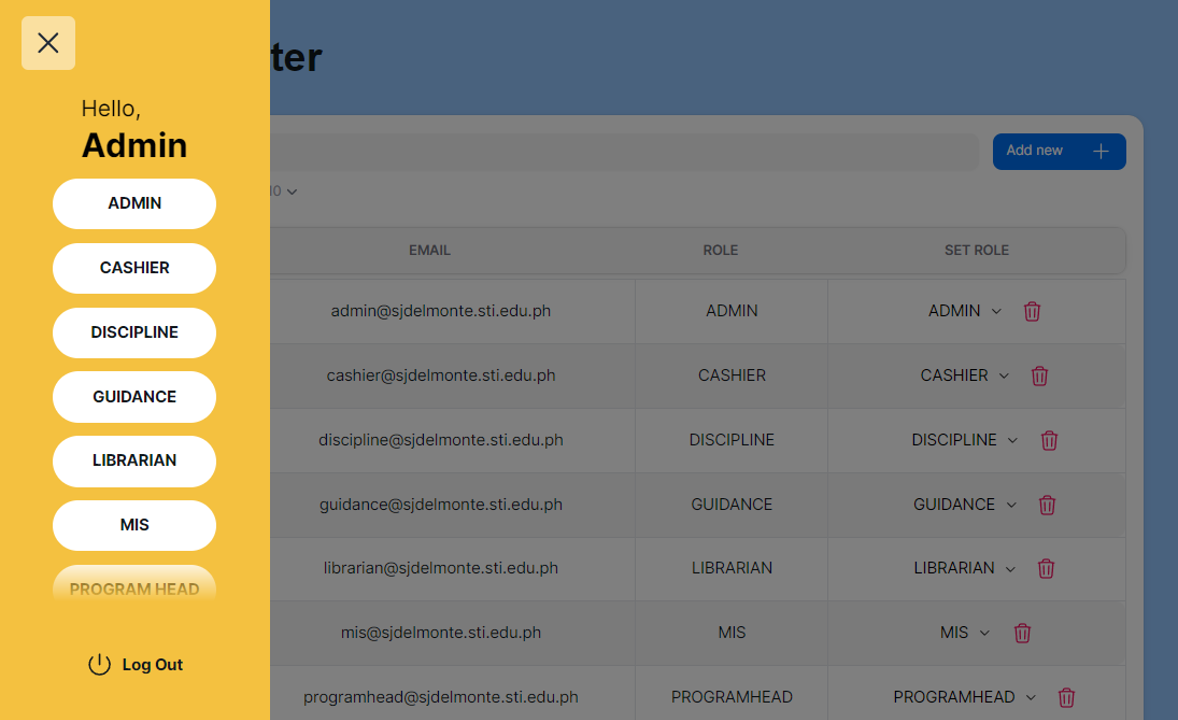 Hello,
Admin
ADMIN
CASHIER
DISCIPLINE
GUIDANCE
LIBRARIAN
MIS
PROGRAM HEAD
Log Out
ter
Add new
10
EMAIL ROLE SET ROLE
admin@sjdelmonte.sti.edu.ph ADMIN ADMIN
cashier@sjdelmonte.sti.edu.ph CASHIER CASHIER
discipline@sjdelmonte.sti.edu.ph DISCIPLINE DISCIPLINE
guidance@sjdelmonte.sti.edu.ph GUIDANCE GUIDANCE
librarian@sjdelmonte.sti.edu.ph LIBRARIAN LIBRARIAN
mis@sjdelmonte.sti.edu.ph MIS MIS
programhead@sjdelmonte.sti.edu.ph PROGRAMHEAD PROGRAMHEAD